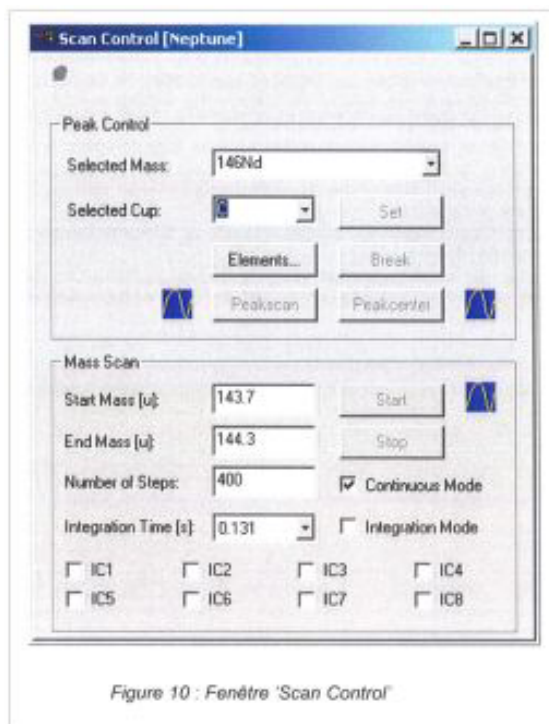 Scan Control [Neptune]
Peak Control
Selected Mass: 146Nd
Selected Cup: C
Set
Elements... Break
Peakscan Peakcenter
Mass Scan
Start Mass [u]: 143.7 Start
End Mass [u]: 144.3 Stop
Number of Steps: 400 Continuous Mode
Integration Time [s]: 0.131 Integration Mode
IC1 IC2 IC3 IC4
IC5 IC6 IC7 IC8
Figure 10 : Fenêtre 'Scan Control'